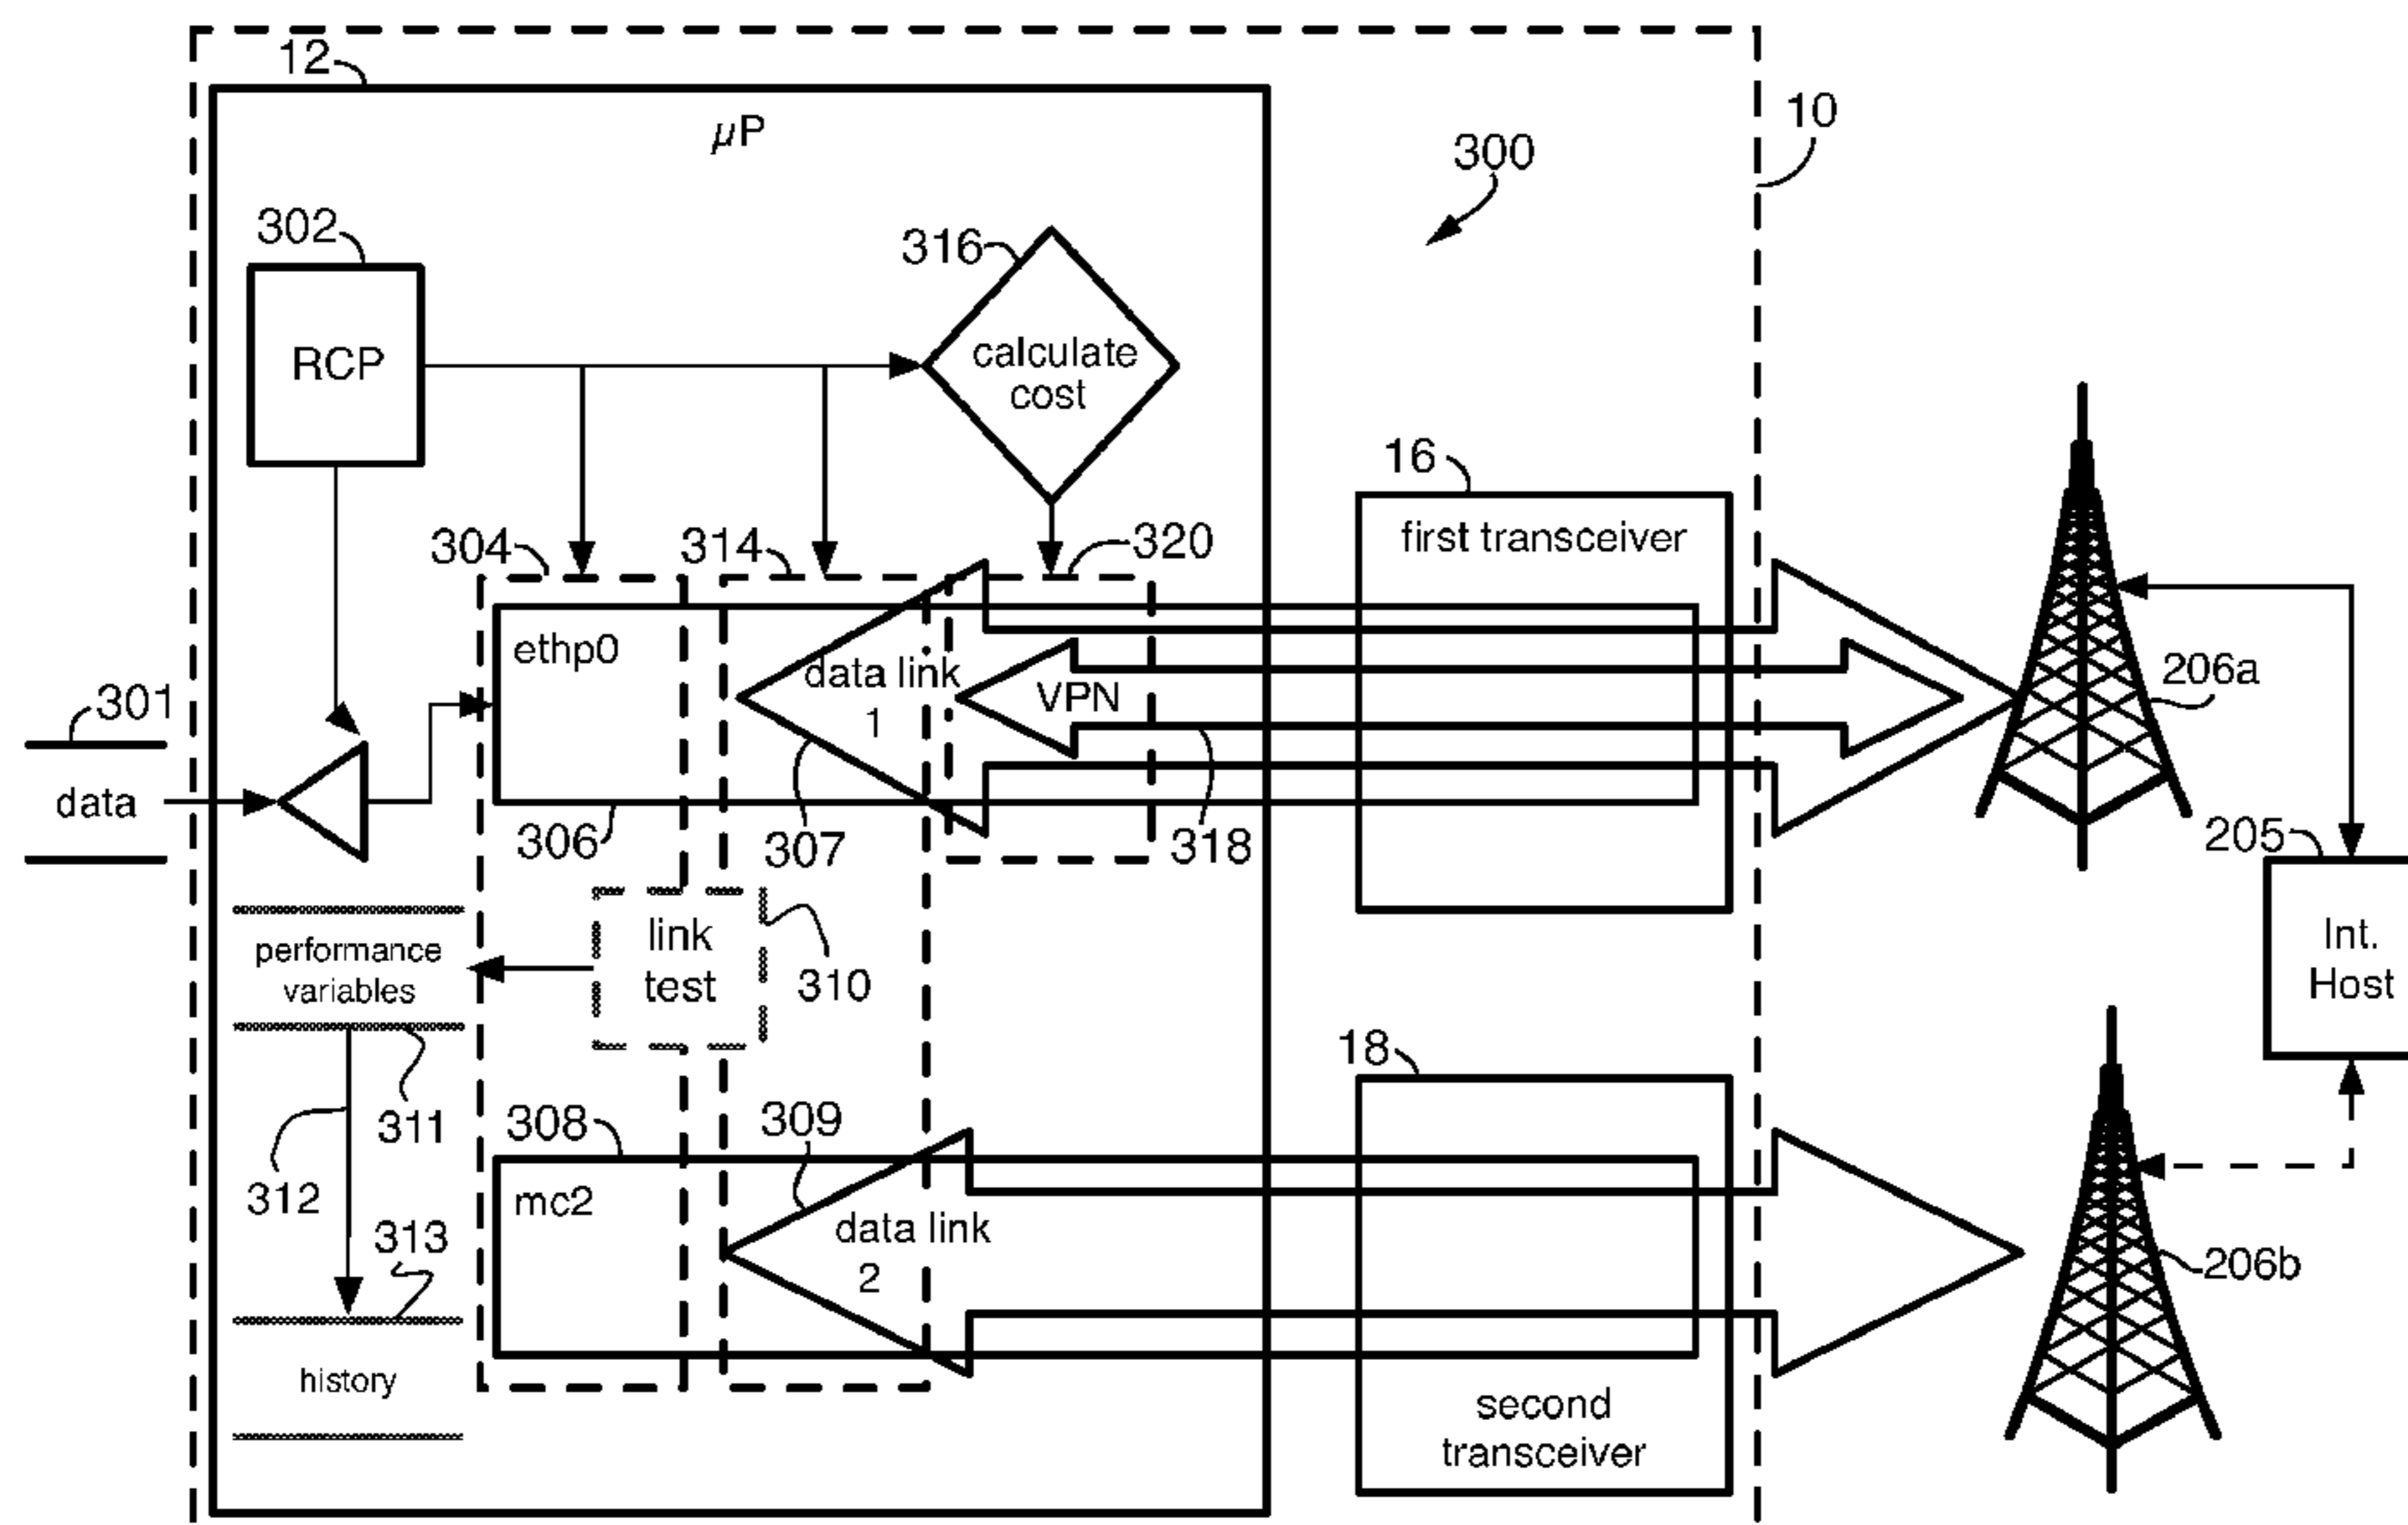 12
µP
10
300
302
316
RCP
calculate
cost
16
first transceiver
304
314
320
ethp0
data link
1
VPN
206a
301
data
306
307
318
205
performance
variables
link
test
310
Int.
Host
18
311
308
309
312
mc2
data link
2
313
206b
history
second
transceiver